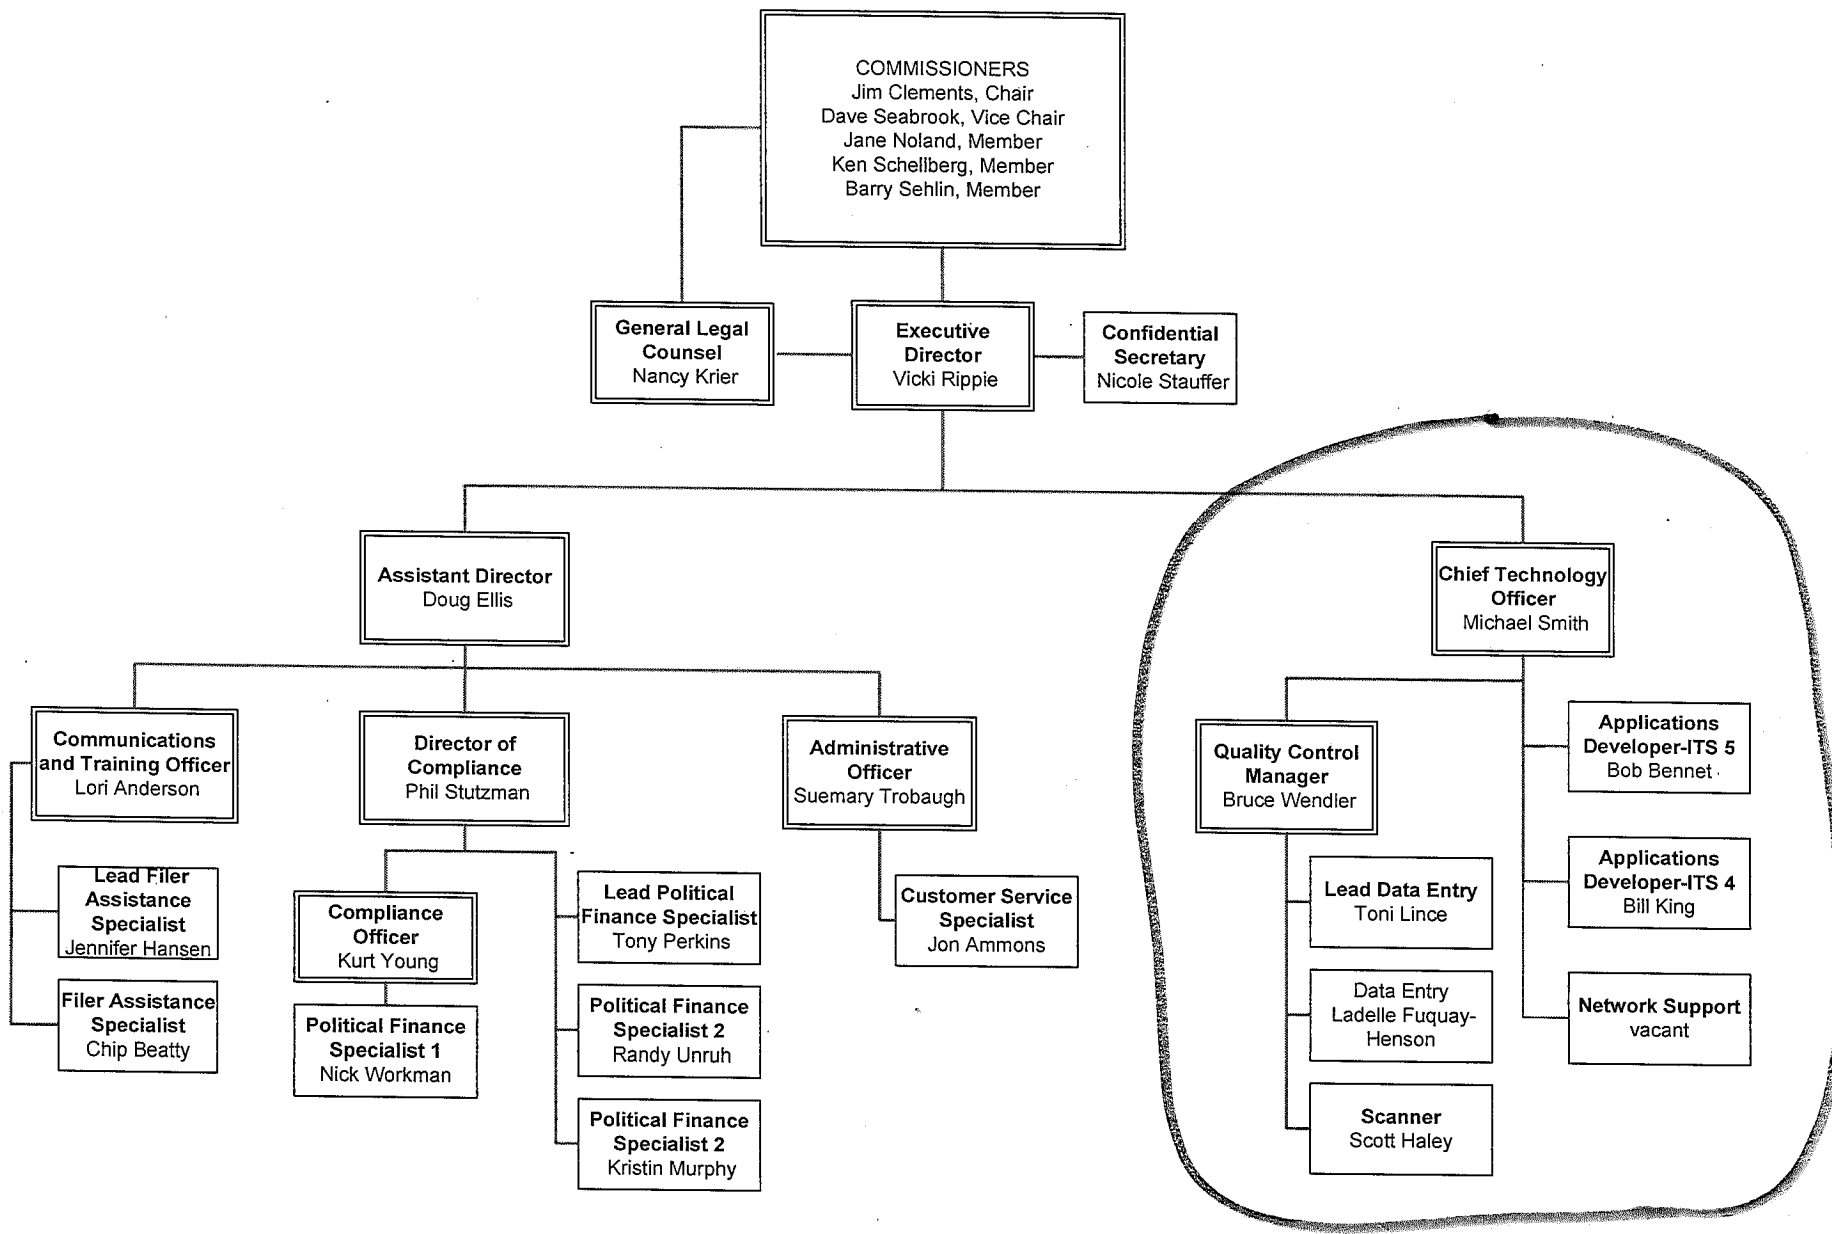 COMMISSIONERS
Jim Clements, Chair
Dave Seabrook, Vice Chair
Jane Noland, Member
Ken Schellberg, Member
Barry Sehlin, Member
General Legal
Counsel
Nancy Krier
Executive
Director
Vicki Rippie
Confidential
Secretary
Nicole Stauffer
Assistant Director
Doug Ellis
Chief Technology
Officer
Michael Smith
Communications
and Training Officer
Lori Anderson
Lead Filer
Assistance
Specialist
Jennifer Hansen
Filer Assistance
Specialist
Chip Beatty
Director of
Compliance
Phil Stutzman
Compliance
Officer
Kurt Young
Political Finance
Specialist 1
Nick Workman
Lead Political
Finance Specialist
Tony Perkins
Political Finance
Specialist 2
Randy Unruh
Political Finance
Specialist 2
Kristin Murphy
Administrative
Officer
Suemary Trobaugh
Customer Service
Specialist
Jon Ammons
Quality Control
Manager
Bruce Wendler
Lead Data Entry
Toni Lince
Data Entry
Ladelle Fuquay-
Henson
Scanner
Scott Haley
Applications
Developer-ITS 5
Bob Bennet
Applications
Developer-ITS 4
Bill King
Network Support
vacant